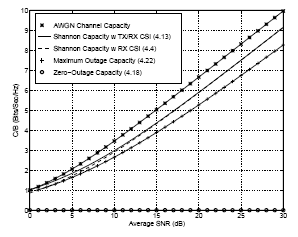 10
9
8
7
6
5
4
3
2
1
0
C/B (Bits/Sec/Hz)
AWGN Channel Capacity
Shannon Capacity w TX/RX CSI (4.13)
Shannon Capacity w RX CSI (4.4)
Maximum Outage Capacity (4.22)
Zero-Outage Capacity (4.18)
0 5 10 15 20 25 30
Average SNR (dB)